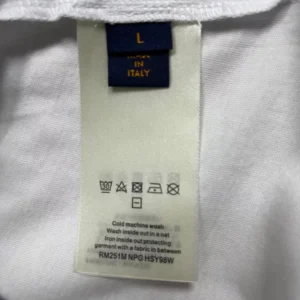 L
MADE
IN
ITALY
Cold machine wash
Wash inside out in a net
Iron inside out protecting
garment with a fabric in between
RM251M NPG HSY98W